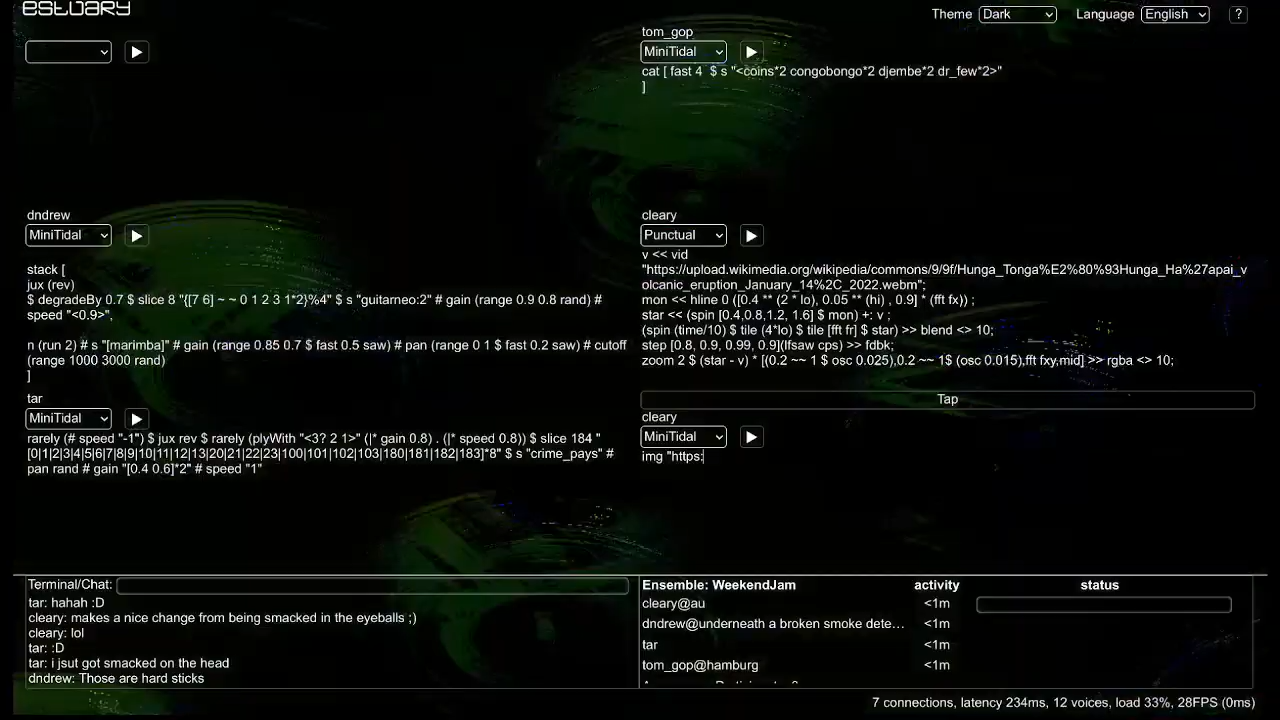 estuary
Theme Dark Language English ?
tom_gop
MiniTidal
cat [ fast 4 $ s "<coins*2 congobongo*2 djembe*2 dr_few*2>"
]
dndrew
MiniTidal
stack [
jux (rev)
$ degradeBy 0.7 $ slice 8 "{[7 6] ~ ~ 0 1 2 3 1*2}%4" $ s "guitarneo:2" # gain (range 0.9 0.8 rand) #
speed "<0.9>",
n (run 2) # s "[marimba]" # gain (range 0.85 0.7 $ fast 0.5 saw) # pan (range 0 1 $ fast 0.2 saw) # cutoff
(range 1000 3000 rand)
]
cleary
Punctual
v << vid
"https://upload.wikimedia.org/wikipedia/commons/9/9f/Hunga_Tonga%E2%80%93Hunga_Ha%27apai_v
olcanic_eruption_January_14%2C_2022.webm";
mon << hline 0 ([0.4 ** (2 * lo), 0.05 ** (hi) , 0.9] * (fft fx)) ;
star << (spin [0.4,0.8,1.2, 1.6] $ mon) +: v ;
(spin (time/10) $ tile (4*lo) $ tile [fft fr] $ star) >> blend <> 10;
step [0.8, 0.9, 0.99, 0.9](lfsaw cps) >> fdbk;
zoom 2 $ (star - v) * [(0.2 ~~ 1 $ osc 0.025),0.2 ~~ 1$ (osc 0.015),fft fxy,mid] >> rgba <> 10;
tar
MiniTidal
rarely (# speed "-1") $ jux rev $ rarely (plyWith "<3? 2 1>" (|* gain 0.8) . (|* speed 0.8)) $ slice 184 "
[0|1|2|3|4|5|6|7|8|9|10|11|12|13|20|21|22|23|100|101|102|103|180|181|182|183]*8" $ s "crime_pays" #
pan rand # gain "[0.4 0.6]*2" # speed "1"
Tap
cleary
MiniTidal
img "https:
Terminal/Chat:
tar: hahah :D
cleary: makes a nice change from being smacked in the eyeballs ;)
cleary: lol
tar: :D
tar: i jsut got smacked on the head
dndrew: Those are hard sticks
Ensemble: WeekendJam activity status
cleary@au <1m
dndrew@underneath a broken smoke dete… <1m
tar <1m
tom_gop@hamburg <1m
7 connections, latency 234ms, 12 voices, load 33%, 28FPS (0ms)